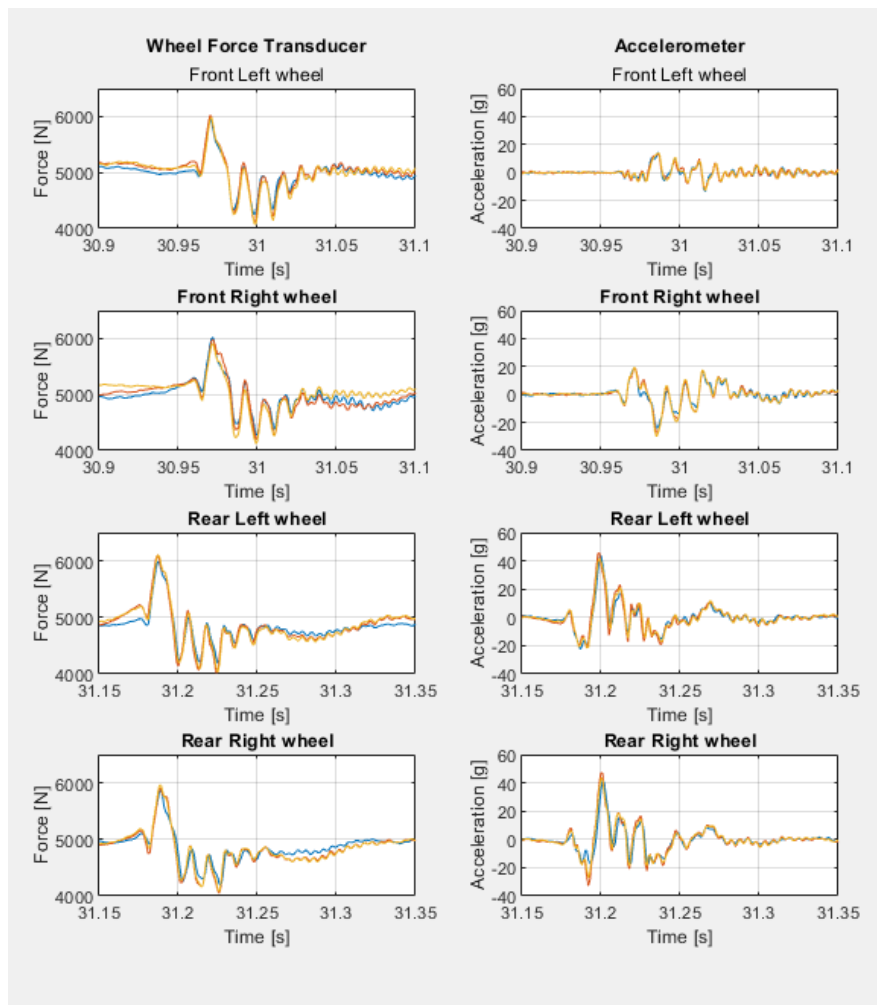 Wheel Force Transducer
Accelerometer
Front Left wheel
Front Left wheel
6000
5000
4000
Force [N]
30.9 30.95 31 31.05 31.1
Time [s]
60
40
20
0
-20
-40
Acceleration [g]
30.9 30.95 31 31.05 31.1
Time [s]
Front Right wheel
Front Right wheel
6000
5000
4000
Force [N]
30.9 30.95 31 31.05 31.1
Time [s]
60
40
20
0
-20
-40
Acceleration [g]
30.9 30.95 31 31.05 31.1
Time [s]
Rear Left wheel
Rear Left wheel
6000
5000
4000
Force [N]
31.15 31.2 31.25 31.3 31.35
Time [s]
60
40
20
0
-20
-40
Acceleration [g]
31.15 31.2 31.25 31.3 31.35
Time [s]
Rear Right wheel
Rear Right wheel
6000
5000
4000
Force [N]
31.15 31.2 31.25 31.3 31.35
Time [s]
60
40
20
0
-20
-40
Acceleration [g]
31.15 31.2 31.25 31.3 31.35
Time [s]